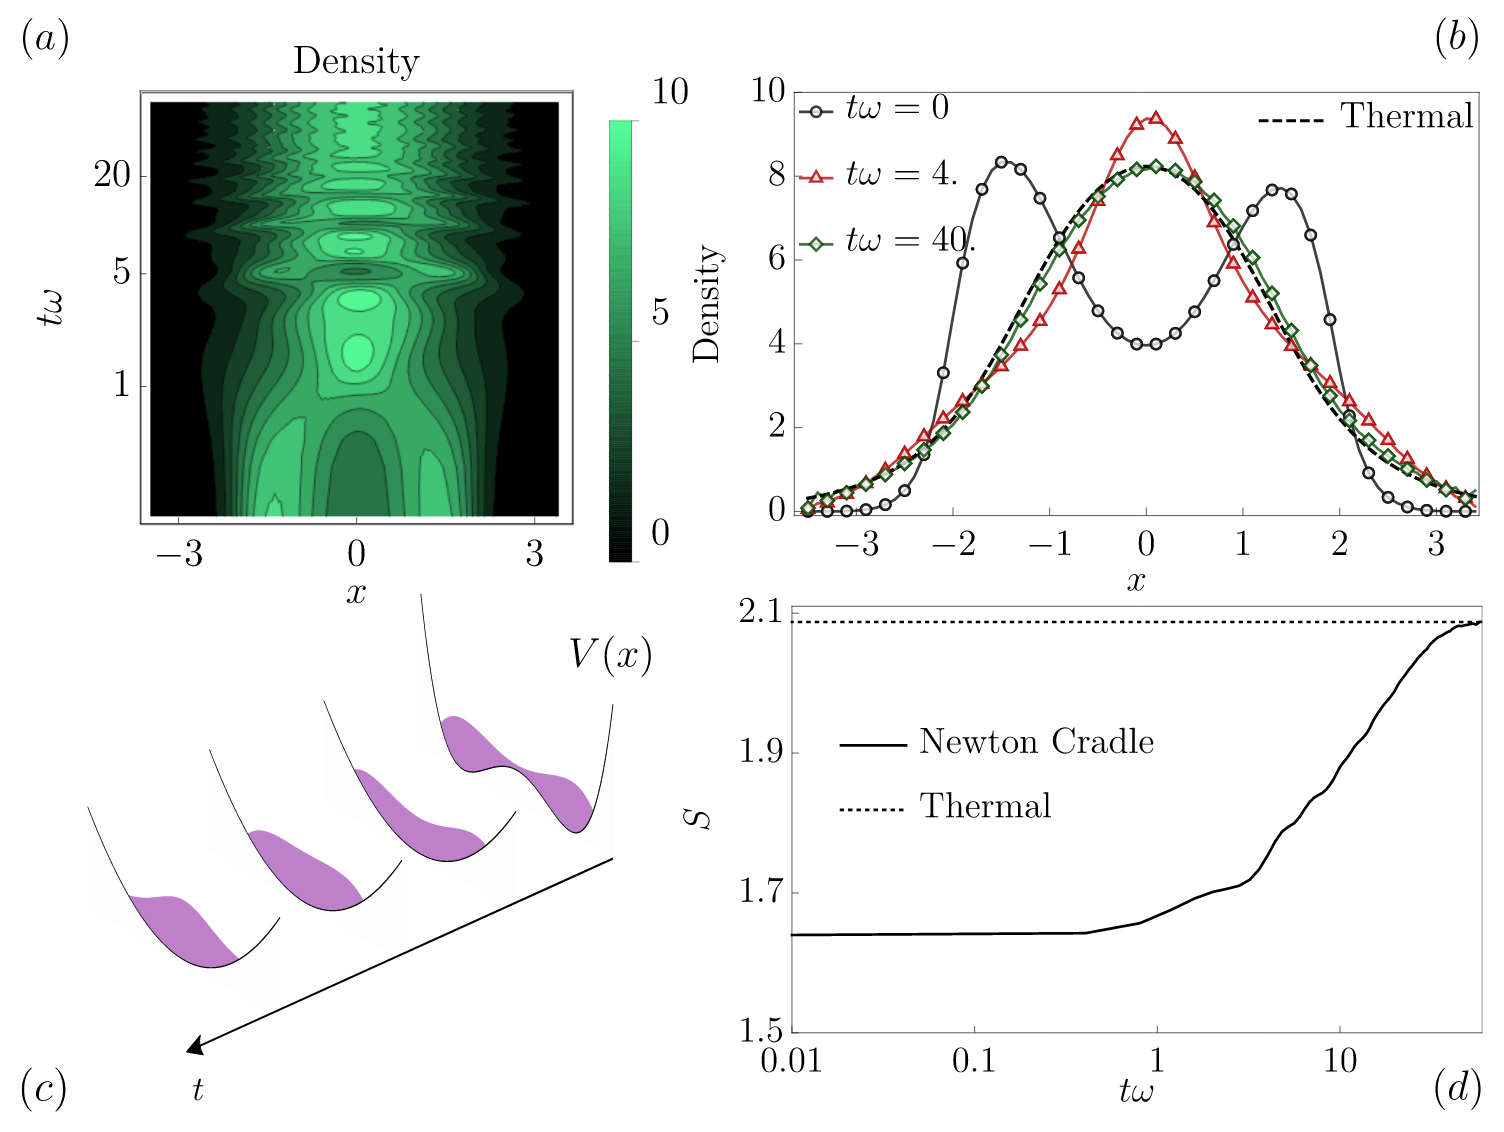 (a)
Density
20
5
1
tω
−3 0 3
x
10
5
0
Density
(b)
10
8
6
4
2
0
tω = 0
tω = 4.
tω = 40.
Thermal
−3 −2 −1 0 1 2 3
x
V(x)
t
(c)
2.1
1.9
1.7
1.5
S
Newton Cradle
Thermal
0.01 0.1 1 10
tω
(d)